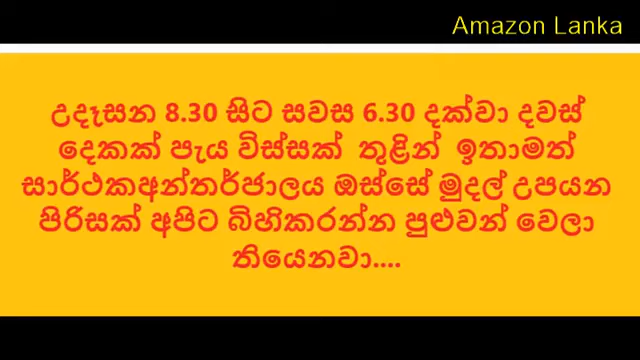 Amazon Lanka
උදෑසන 8.30 සිට සවස 6.30 දක්වා දවස්
දෙකක් පැය විස්සක් තුළින් ඉතාමත්
සාර්ථකඅන්තර්ජාලය ඔස්සේ මුදල් උපයන
පිරිසක් අපිට බිහිකරන්න පුළුවන් වෙලා
තියෙනවා....